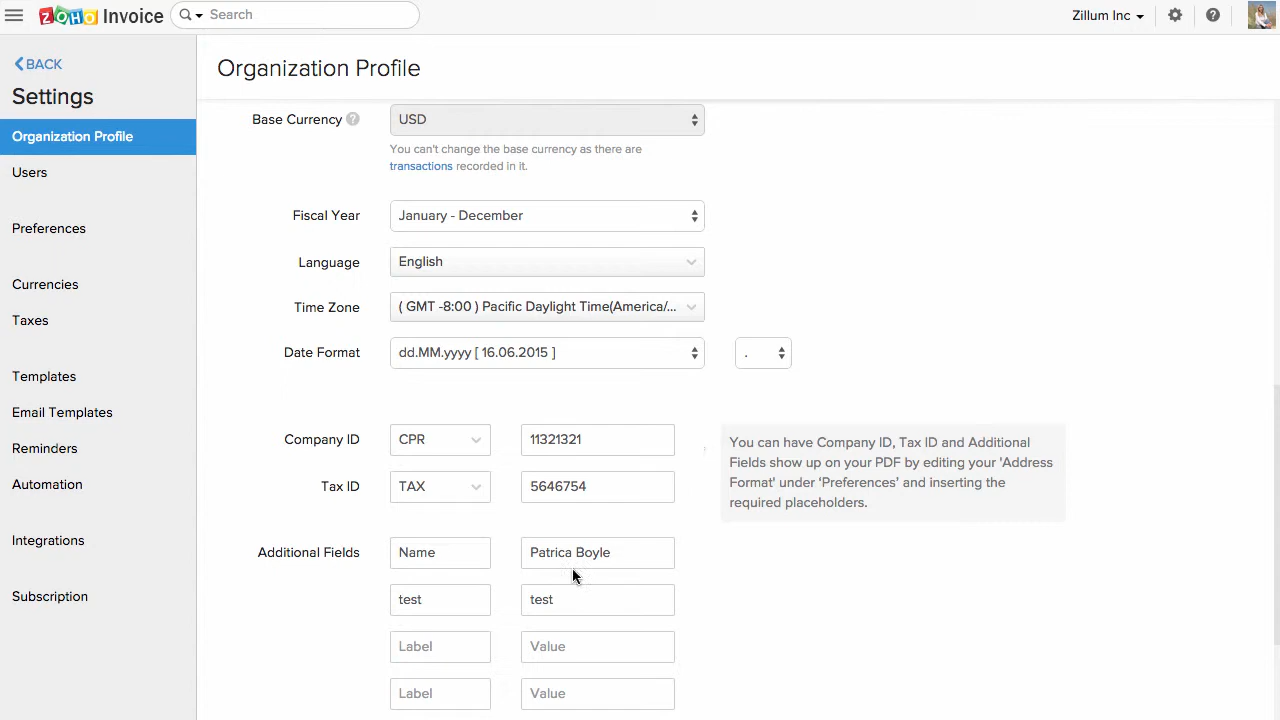 ZOHO Invoice
Search
Zillum Inc
BACK
Settings
Organization Profile
Users
Preferences
Currencies
Taxes
Templates
Email Templates
Reminders
Automation
Integrations
Subscription
Organization Profile
Base Currency ?
USD
You can't change the base currency as there are
transactions recorded in it.
Fiscal Year
January - December
Language
English
Time Zone
( GMT -8:00 ) Pacific Daylight Time(America/...
Date Format
dd.MM.yyyy [ 16.06.2015 ]
.
Company ID
CPR
11321321
Tax ID
TAX
5646754
You can have Company ID, Tax ID and Additional
Fields show up on your PDF by editing your 'Address
Format' under 'Preferences' and inserting the
required placeholders.
Additional Fields
Name
Patrica Boyle
test
test
Label
Value
Label
Value